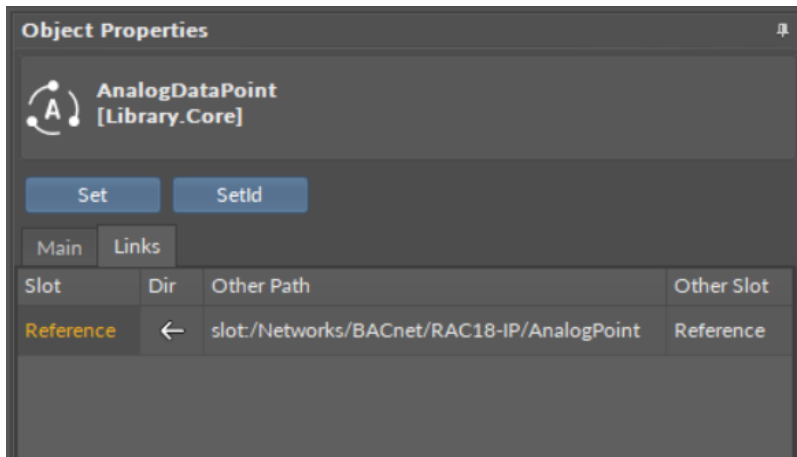 Object Properties
A
AnalogDataPoint
[Library.Core]
Set SetId
Main Links
Slot Dir Other Path Other Slot
Reference ← slot:/Networks/BACnet/RAC18-IP/AnalogPoint Reference